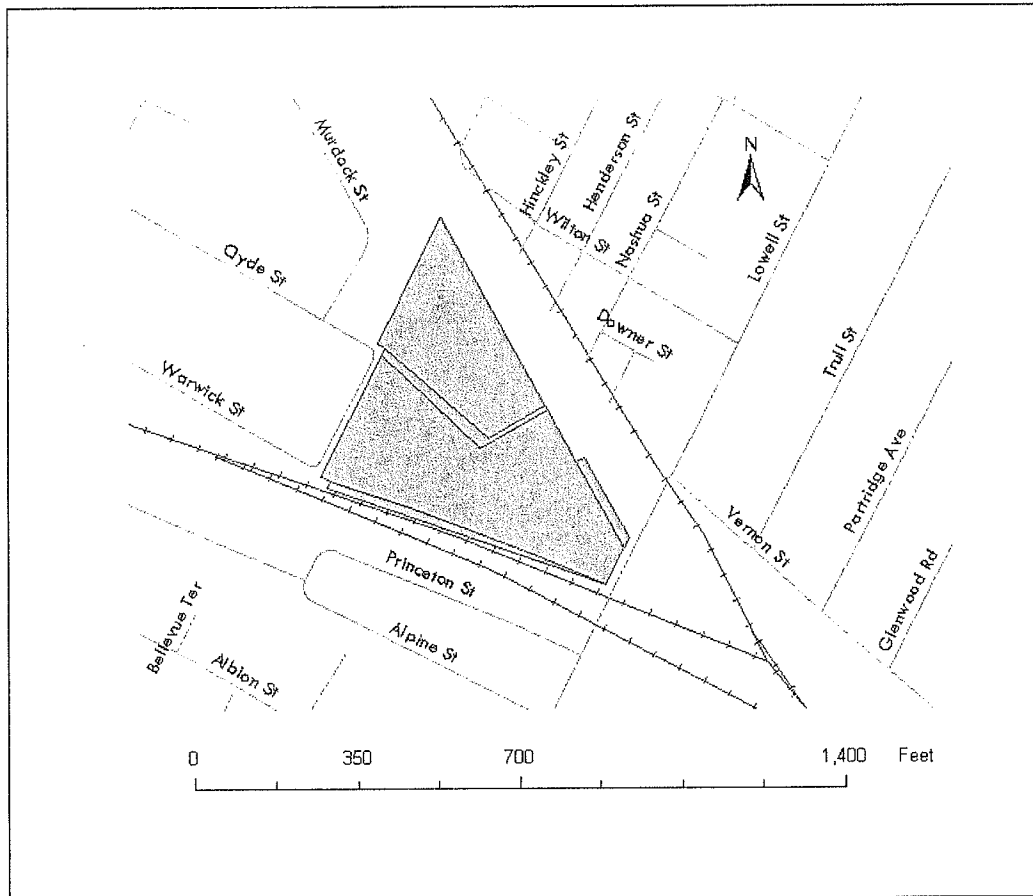 Murdock St
Hinckley St
Henderson St
Nashua St
Wilton St
N
Lowell St
Clyde St
Downer St
Trull St
Warwick St
Partridge Ave
Vernon St
Princeton St
Glenwood Rd
Bellevue Ter
Alpine St
Albion St
0 350 700 1,400 Feet